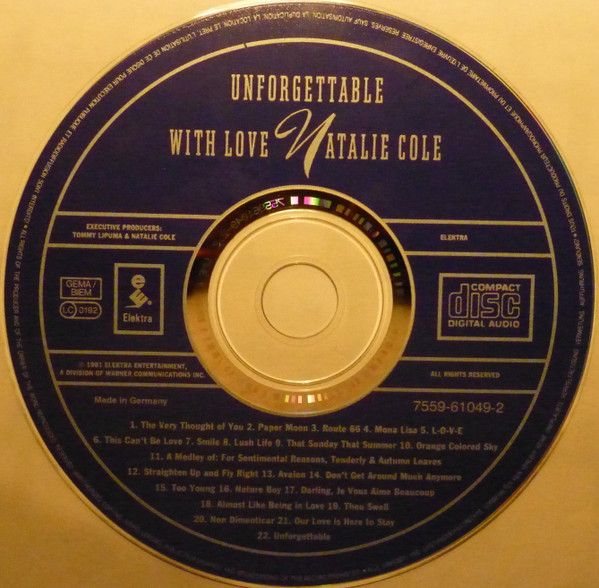 UNFORGETTABLE
WITH LOVE NATALIE COLE
EXECUTIVE PRODUCERS:
TOMMY LIPUMA & NATALIE COLE
ELEKTRA
GEMA/
BIEM
LC 0192
Elektra
COMPACT
disc
DIGITAL AUDIO
℗ 1991 ELEKTRA ENTERTAINMENT,
A DIVISION OF WARNER COMMUNICATIONS INC.
ALL RIGHTS RESERVED
Made in Germany
7559-61049-2
1. The Very Thought of You 2. Paper Moon 3. Route 66 4. Mona Lisa 5. L-O-V-E
6. This Can't Be Love 7. Smile 8. Lush Life 9. That Sunday That Summer 10. Orange Colored Sky
11. A Medley of: For Sentimental Reasons, Tenderly & Autumn Leaves
12. Straighten Up and Fly Right 13. Avalon 14. Don't Get Around Much Anymore
15. Too Young 16. Nature Boy 17. Darling, Je Vous Aime Beaucoup
18. Almost Like Being in Love 19. Thou Swell
20. Non Dimenticar 21. Our Love Is Here to Stay
22. Unforgettable